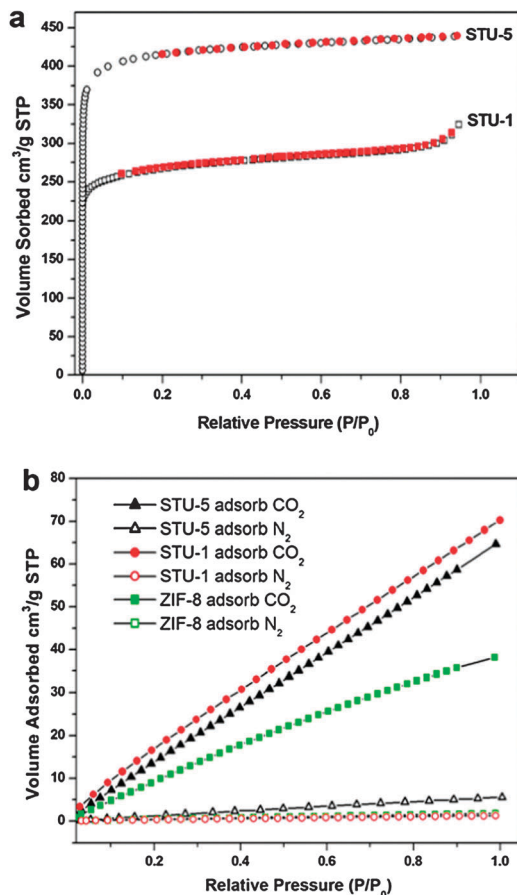 a
STU-5
STU-1
Volume Sorbed cm³/g STP
450
400
350
300
250
200
150
100
50
0
0.0 0.2 0.4 0.6 0.8 1.0
Relative Pressure (P/P₀)
b
STU-5 adsorb CO₂
STU-5 adsorb N₂
STU-1 adsorb CO₂
STU-1 adsorb N₂
ZIF-8 adsorb CO₂
ZIF-8 adsorb N₂
Volume Adsorbed cm³/g STP
80
70
60
50
40
30
20
10
0
0.2 0.4 0.6 0.8 1.0
Relative Pressure (P/P₀)